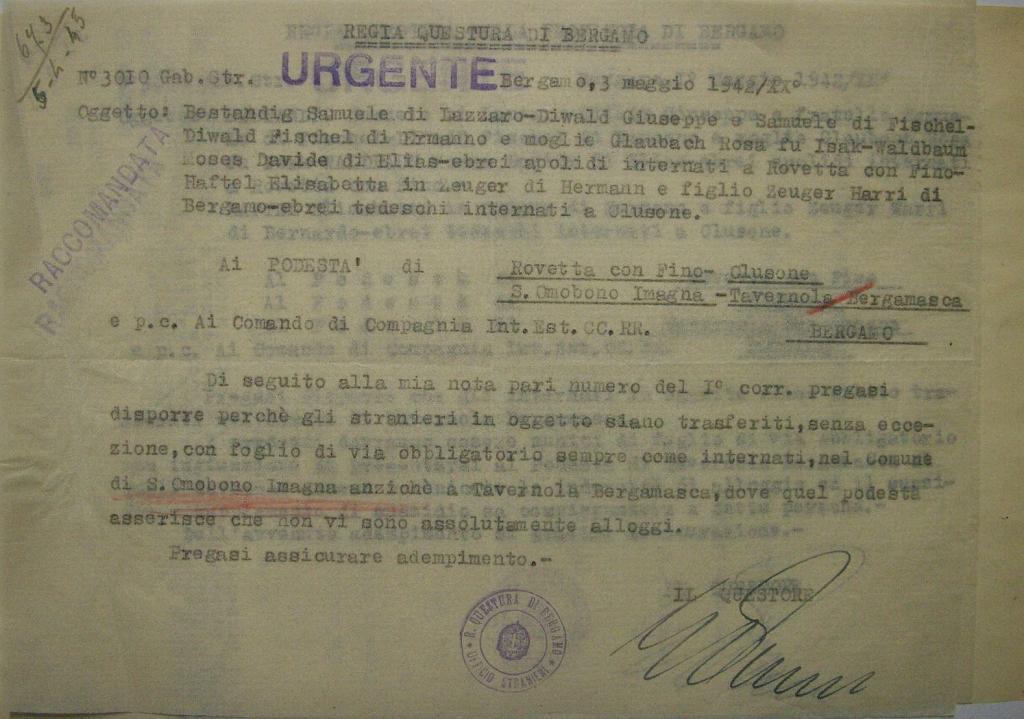 REGIA QUESTURA DI BERGAMO
N° 3010 Gab. Str. URGENTE Bergamo, 3 maggio 1942/XX°
Oggetto: Bestandig Samuele di Lazzaro-Diwald Giuseppe e Samuele di Fischel-
Diwald Fischel di Ermanno e moglie Glaubach Rosa fu Isak-Waldbaum
Moses Davide di Elias-ebrei apolidi internati a Rovetta con Fino-
Haftel Elisabetta in Zeuger di Hermann e figlio Zeuger Harri di
Bergamo-ebrei tedeschi internati a Clusone.
RACCOMANDATA
Ai PODESTA' di Rovetta con Fino- Clusone
S. Omobono Imagna -Tavernola Bergamasca
e p.c. Ai Comando di Compagnia Int.Est.CC.RR. BERGAMO
Di seguito alla mia nota pari numero del I° corr. pregasi
disporre perchè gli stranieri in oggetto siano trasferiti, senza ecce-
zione, con foglio di via obbligatorio sempre come internati, nel Comune
di S. Omobono Imagna anzichè a Tavernola Bergamasca, dove quel podestà
asserisce che non vi sono assolutamente alloggi.
Pregasi assicurare adempimento.-
IL QUESTORE
R. QUESTURA DI BERGAMO
UFFICIO STRANIERI